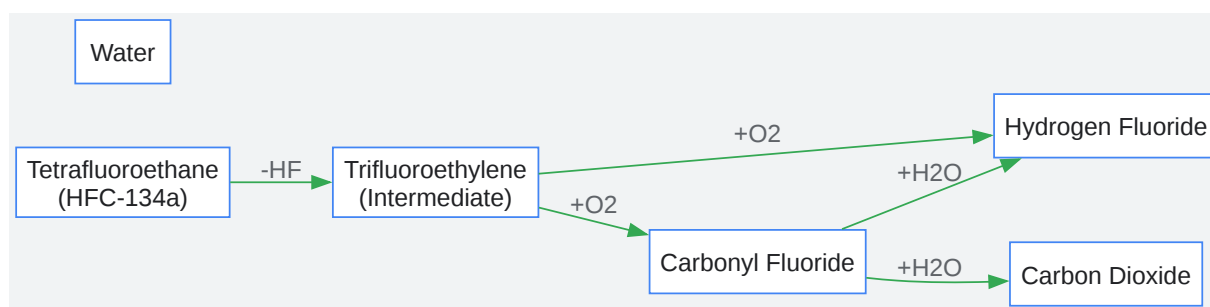 Water
Tetrafluoroethane
(HFC-134a)
-HF
Trifluoroethylene
(Intermediate)
+O2
+O2
Hydrogen Fluoride
+H2O
Carbonyl Fluoride
+H2O
Carbon Dioxide